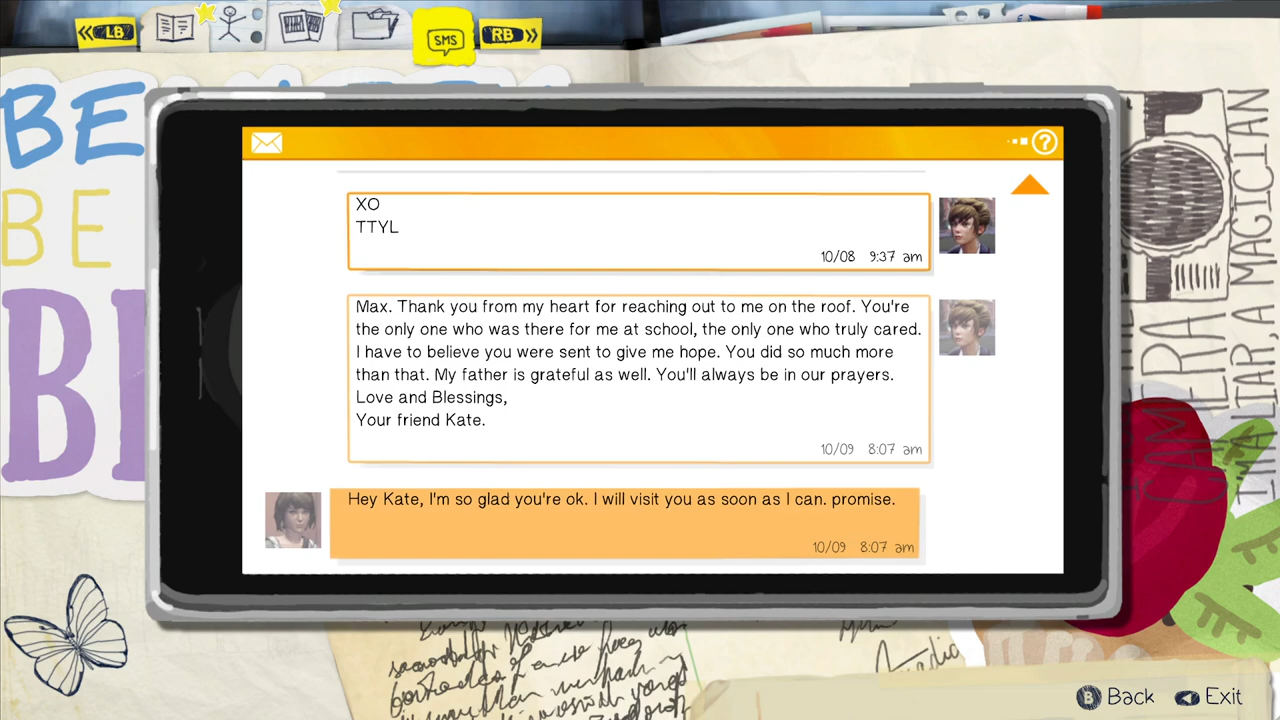 LB
SMS
RB
BE
BE
XO
TTYL
10/08 9:37 am
Max. Thank you from my heart for reaching out to me on the roof. You're
the only one who was there for me at school, the only one who truly cared.
I have to believe you were sent to give me hope. You did so much more
than that. My father is grateful as well. You'll always be in our prayers.
Love and Blessings,
Your friend Kate.
10/09 8:07 am
Hey Kate, I'm so glad you're ok. I will visit you as soon as I can. promise.
10/09 8:07 am
CAMERA
A MAGICIAN
B Back
Exit